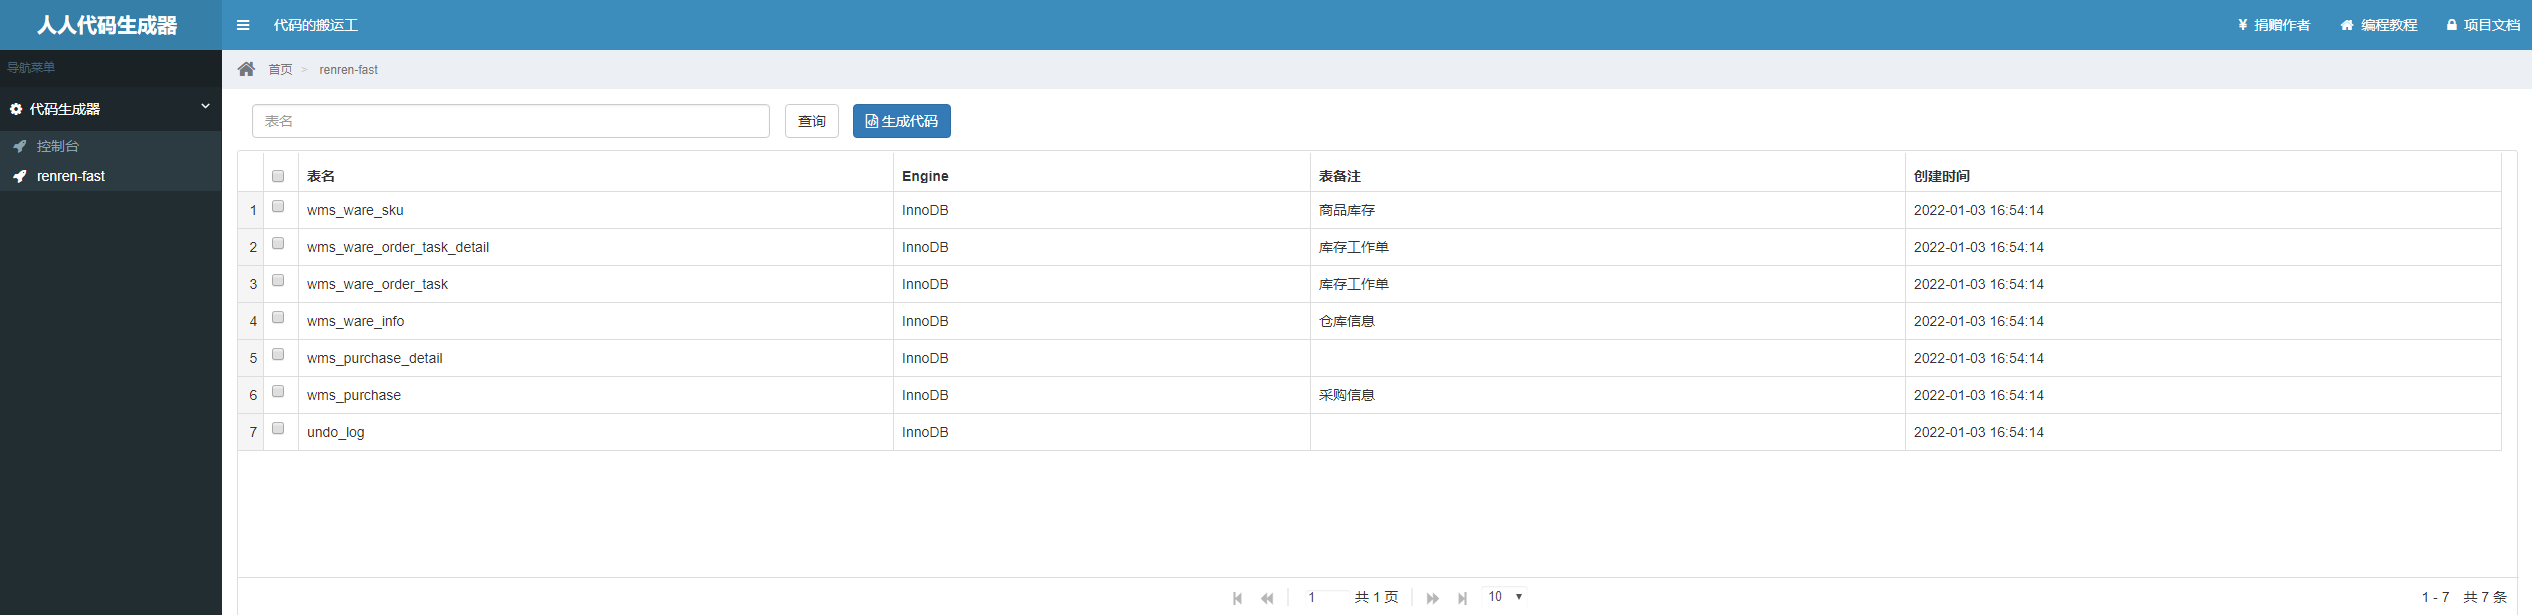 人人代码生成器
代码的搬运工
¥ 捐赠作者 编程教程 项目文档
导航菜单
首页 > renren-fast
代码生成器
控制台
renren-fast
表名 查询 生成代码
表名 Engine 表备注 创建时间
1 wms_ware_sku InnoDB 商品库存 2022-01-03 16:54:14
2 wms_ware_order_task_detail InnoDB 库存工作单 2022-01-03 16:54:14
3 wms_ware_order_task InnoDB 库存工作单 2022-01-03 16:54:14
4 wms_ware_info InnoDB 仓库信息 2022-01-03 16:54:14
5 wms_purchase_detail InnoDB 2022-01-03 16:54:14
6 wms_purchase InnoDB 采购信息 2022-01-03 16:54:14
7 undo_log InnoDB 2022-01-03 16:54:14
1 共 1 页 10 1 - 7 共 7 条